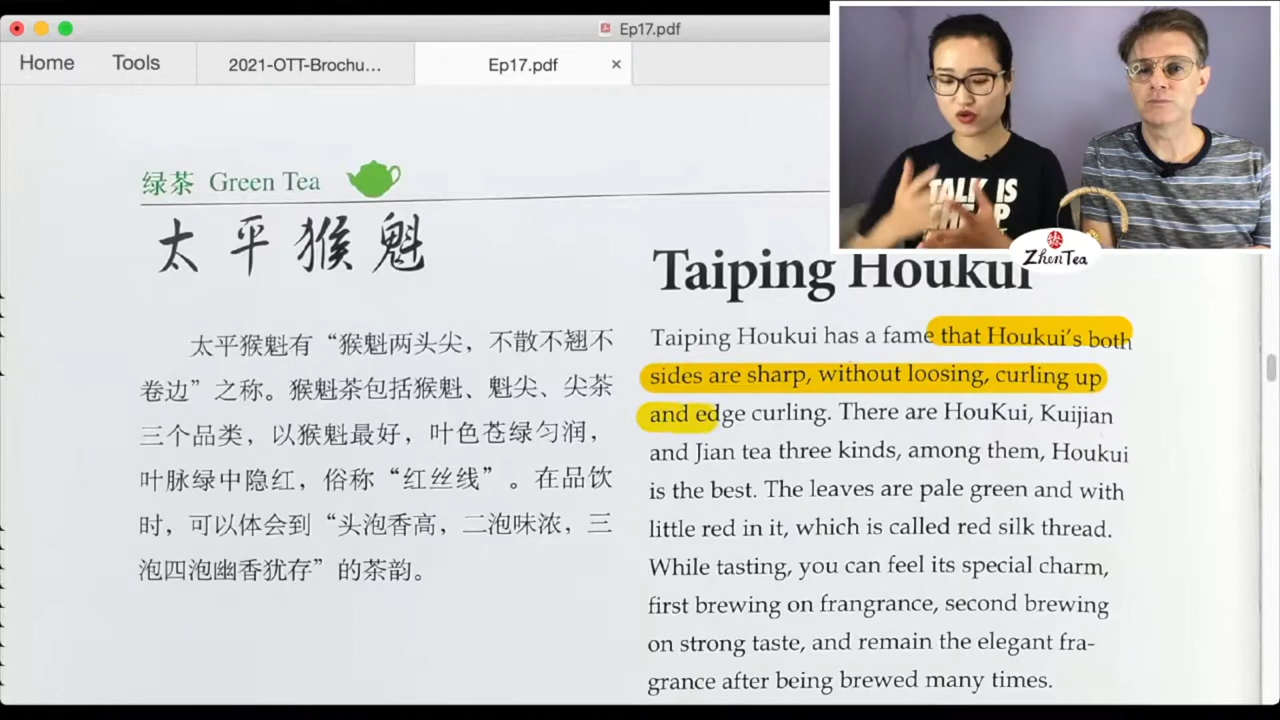 Ep17.pdf
Home
Tools
2021-OTT-Brochu...
Ep17.pdf
×
TALK IS
Zhen Tea
绿茶 Green Tea
太平猴魁
太平猴魁有“猴魁两头尖，不散不翘不
卷边”之称。猴魁茶包括猴魁、魁尖、尖茶
三个品类，以猴魁最好，叶色苍绿匀润，
叶脉绿中隐红，俗称“红丝线”。在品饮
时，可以体会到“头泡香高，二泡味浓，三
泡四泡幽香犹存”的茶韵。
Taiping Houkui
Taiping Houkui has a fame that Houkui's both
sides are sharp, without loosing, curling up
and edge curling. There are HouKui, Kuijian
and Jian tea three kinds, among them, Houkui
is the best. The leaves are pale green and with
little red in it, which is called red silk thread.
While tasting, you can feel its special charm,
first brewing on frangrance, second brewing
on strong taste, and remain the elegant fra-
grance after being brewed many times.